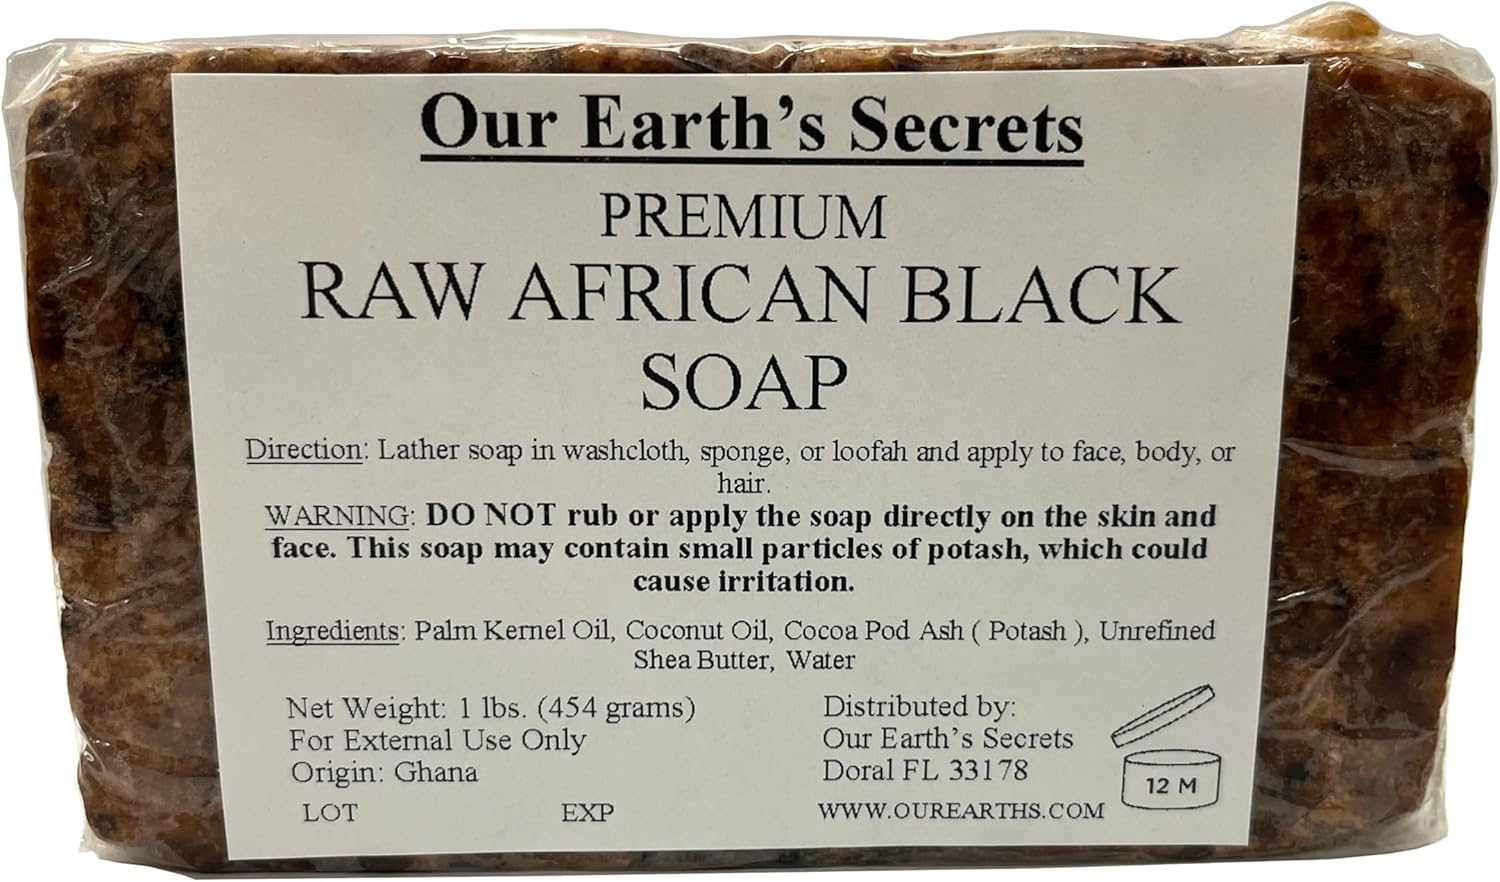 Our Earth's Secrets
PREMIUM
RAW AFRICAN BLACK
SOAP
Direction: Lather soap in washcloth, sponge, or loofah and apply to face, body, or
hair.
WARNING: DO NOT rub or apply the soap directly on the skin and
face. This soap may contain small particles of potash, which could
cause irritation.
Ingredients: Palm Kernel Oil, Coconut Oil, Cocoa Pod Ash ( Potash ), Unrefined
Shea Butter, Water
Net Weight: 1 lbs. (454 grams)
For External Use Only
Origin: Ghana
LOT EXP
Distributed by:
Our Earth's Secrets
Doral FL 33178
WWW.OUREARTHS.COM
12 M